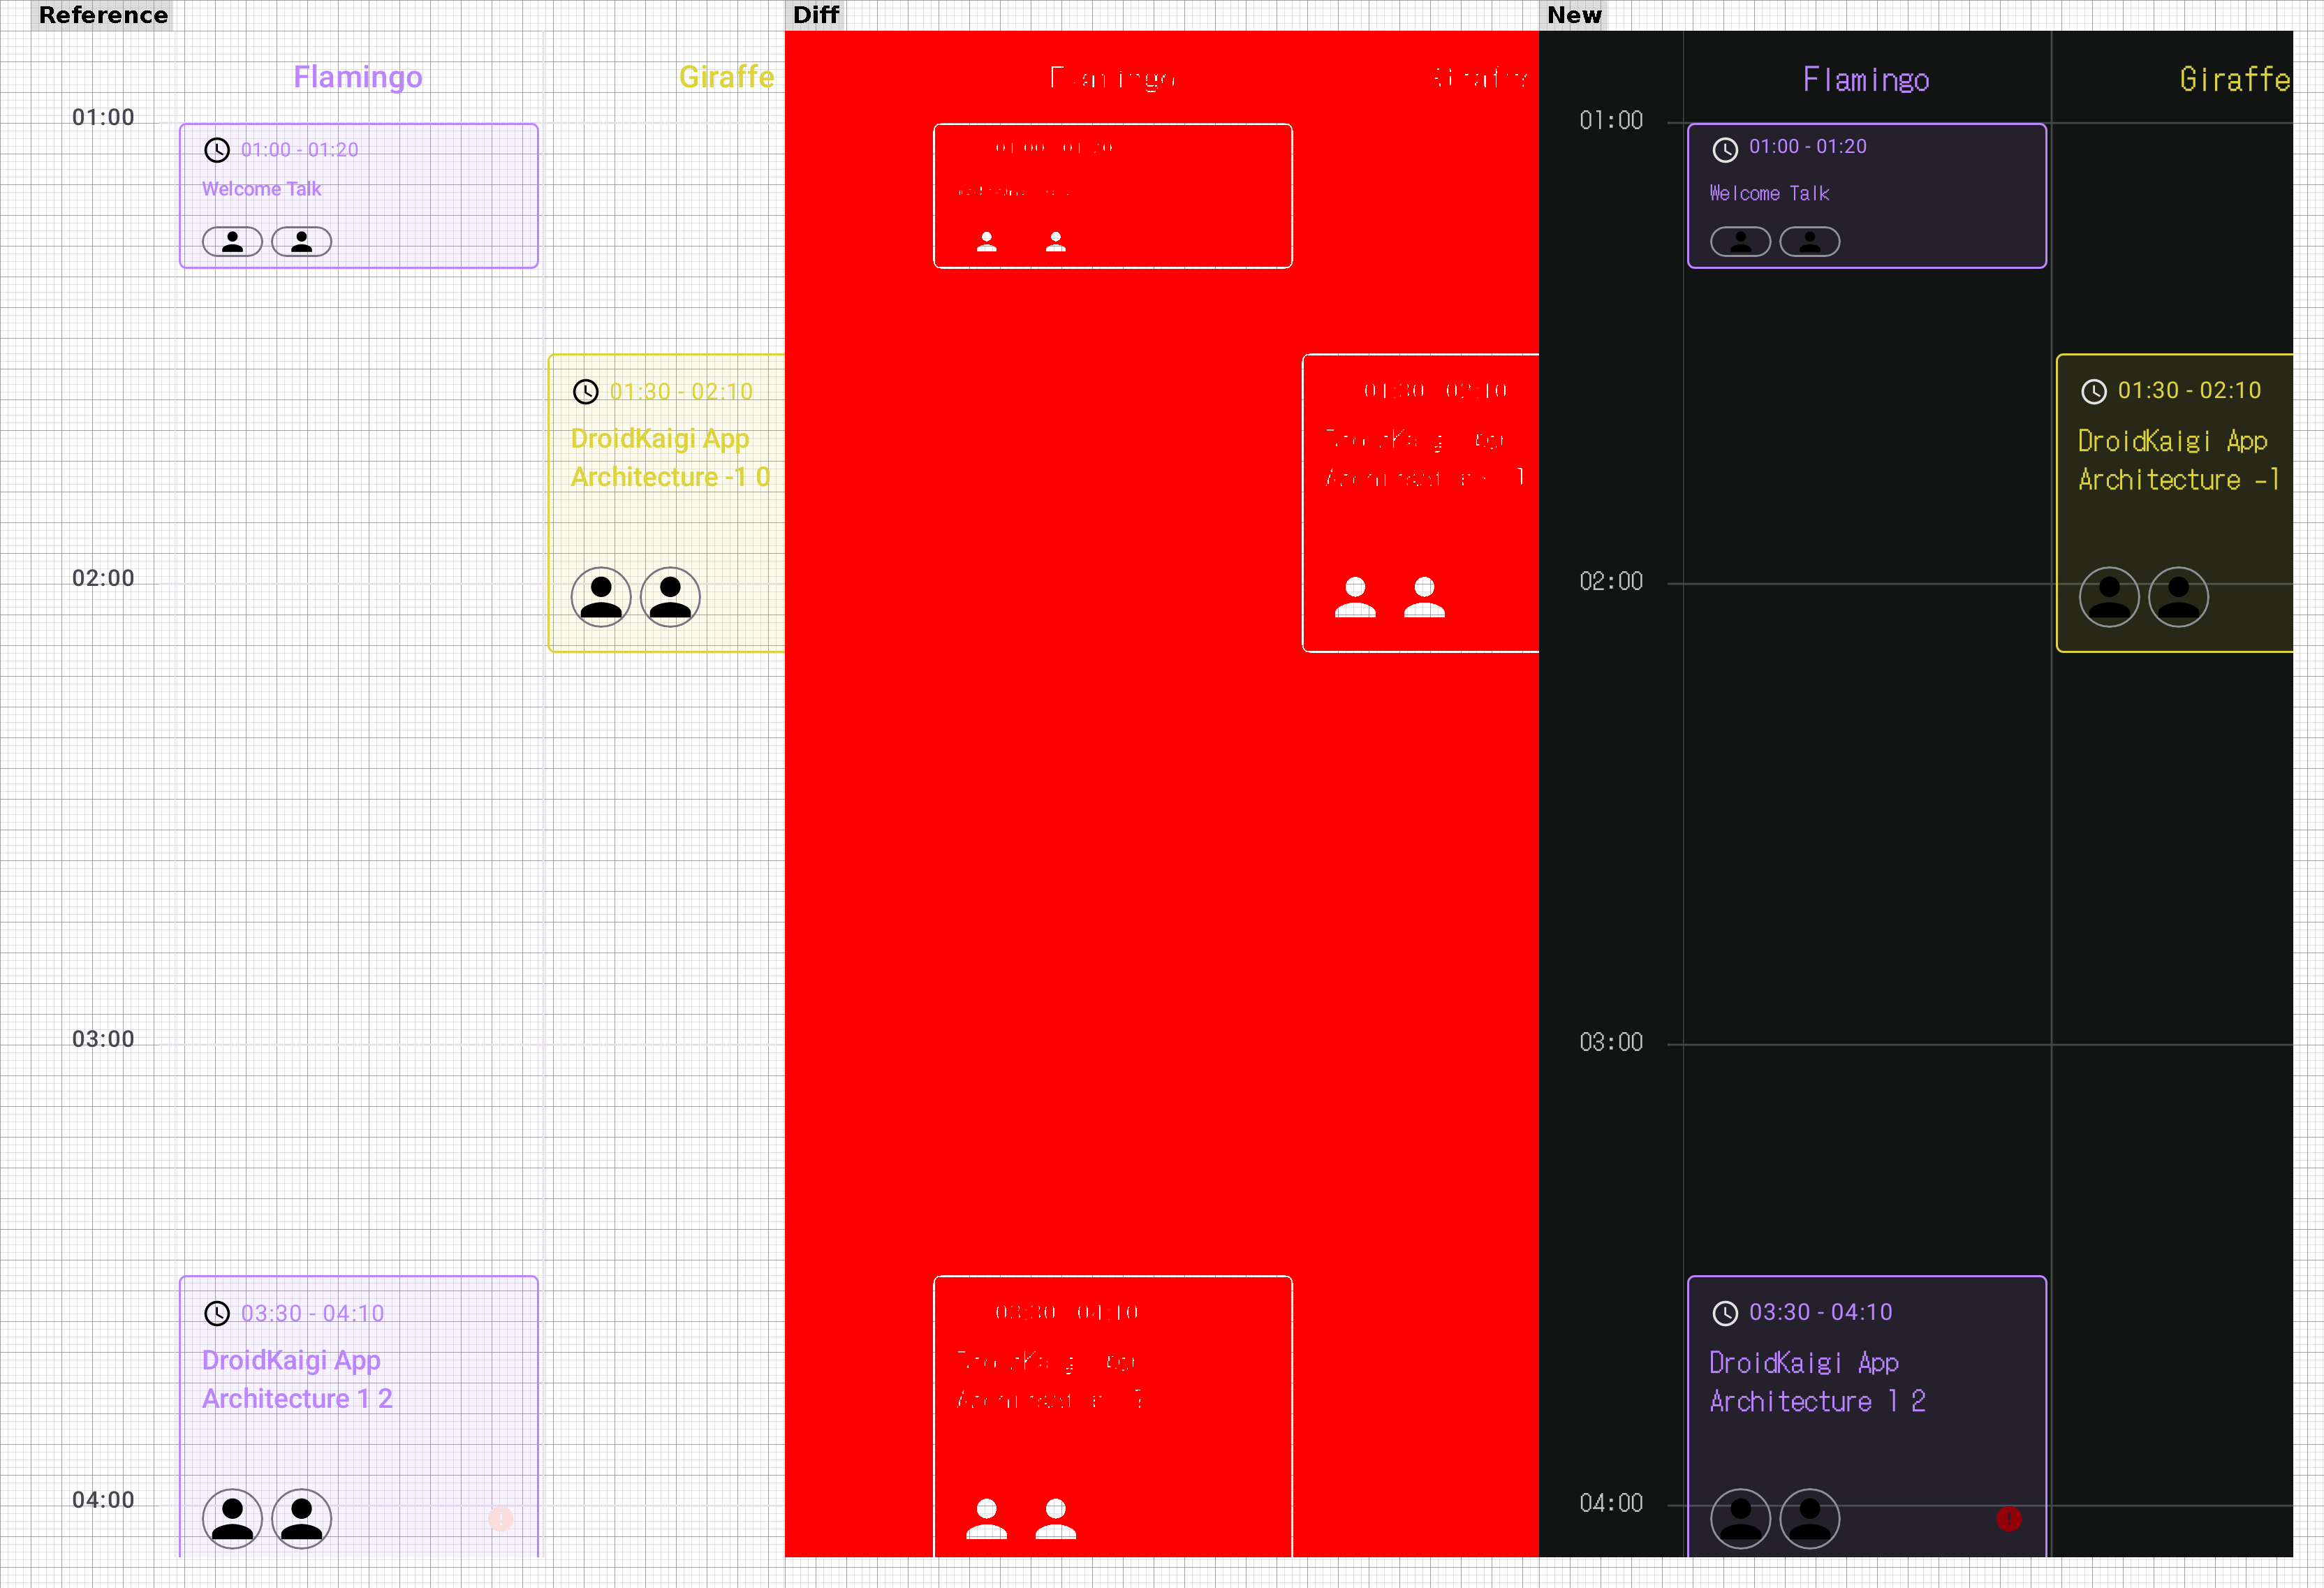 Reference
Flamingo
Giraffe
01:00
01:00 - 01:20
Welcome Talk
01:30 - 02:10
DroidKaigi App
Architecture -1 0
02:00
03:00
03:30 - 04:10
DroidKaigi App
Architecture 1 2
04:00
Diff
New
Flamingo
Giraffe
01:00
01:00 - 01:20
Welcome Talk
01:30 - 02:10
DroidKaigi App
Architecture -1
02:00
03:00
03:30 - 04:10
DroidKaigi App
Architecture 1 2
04:00